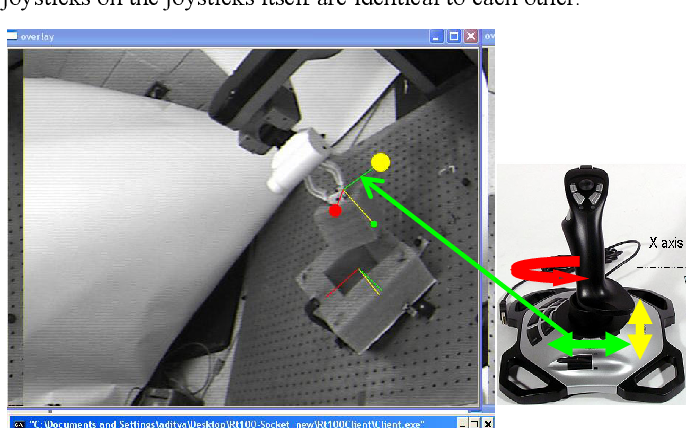 joysticks on the joysticks itself are identical to each other.
overlay
ov
X axis
"C:\Documents and Settings\aditya\Desktop\Rt100-Socket_new\Rt100Client\Client.exe"